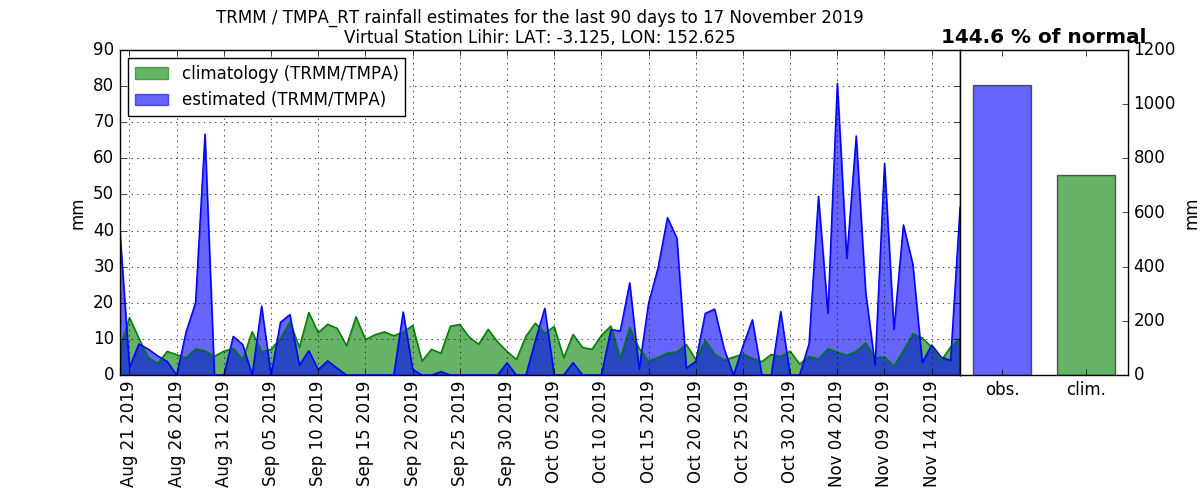 TRMM / TMPA_RT rainfall estimates for the last 90 days to 17 November 2019
Virtual Station Lihir: LAT: -3.125, LON: 152.625
144.6 % of normal
climatology (TRMM/TMPA)
estimated (TRMM/TMPA)
mm
90
80
70
60
50
40
30
20
10
0
Aug 21 2019
Aug 26 2019
Aug 31 2019
Sep 05 2019
Sep 10 2019
Sep 15 2019
Sep 20 2019
Sep 25 2019
Sep 30 2019
Oct 05 2019
Oct 10 2019
Oct 15 2019
Oct 20 2019
Oct 25 2019
Oct 30 2019
Nov 04 2019
Nov 09 2019
Nov 14 2019
obs.
clim.
1200
1000
800
600
400
200
0
mm